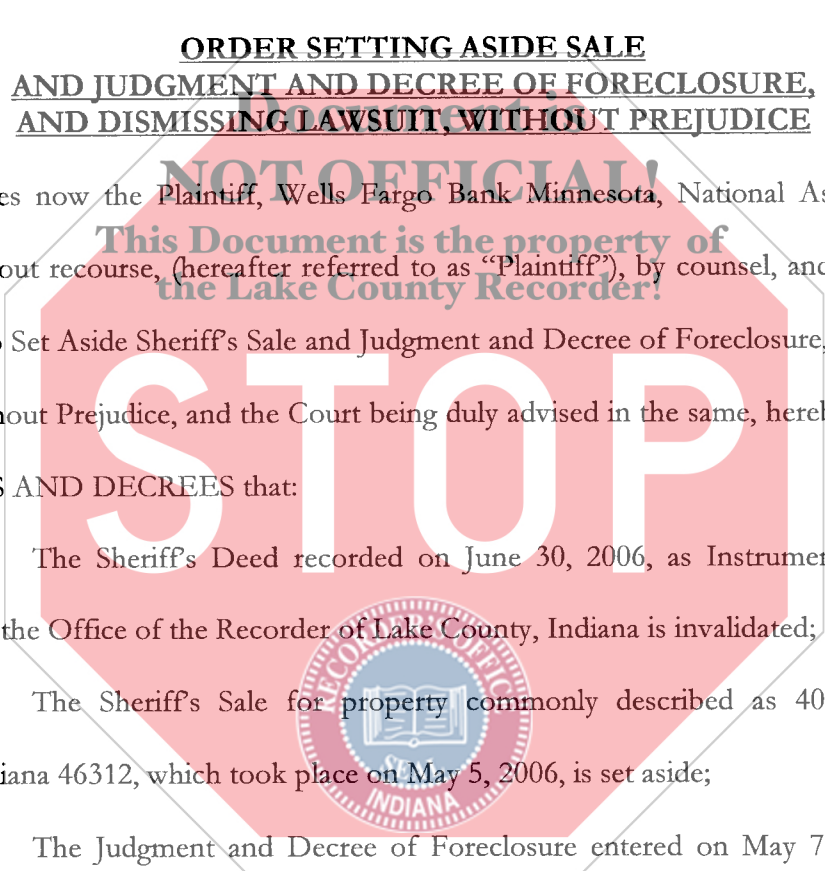 ORDER SETTING ASIDE SALE
AND JUDGMENT AND DECREE OF FORECLOSURE,
AND DISMISSING LAWSUIT, WITHOUT PREJUDICE
Document is
NOT OFFICIAL!
es now the Plaintiff, Wells Fargo Bank Minnesota, National As
This Document is the property of
out recourse, (hereafter referred to as “Plaintiff”), by counsel, and
the Lake County Recorder!
Set Aside Sheriff's Sale and Judgment and Decree of Foreclosure,
out Prejudice, and the Court being duly advised in the same, hereb
S AND DECREES that:
STOP
The Sheriff's Deed recorded on June 30, 2006, as Instrumen
the Office of the Recorder of Lake County, Indiana is invalidated;
RECORDER'S OFFIC
The Sheriff's Sale for property commonly described as 40
SEAL
iana 46312, which took place on May 5, 2006, is set aside;
INDIANA
The Judgment and Decree of Foreclosure entered on May 7